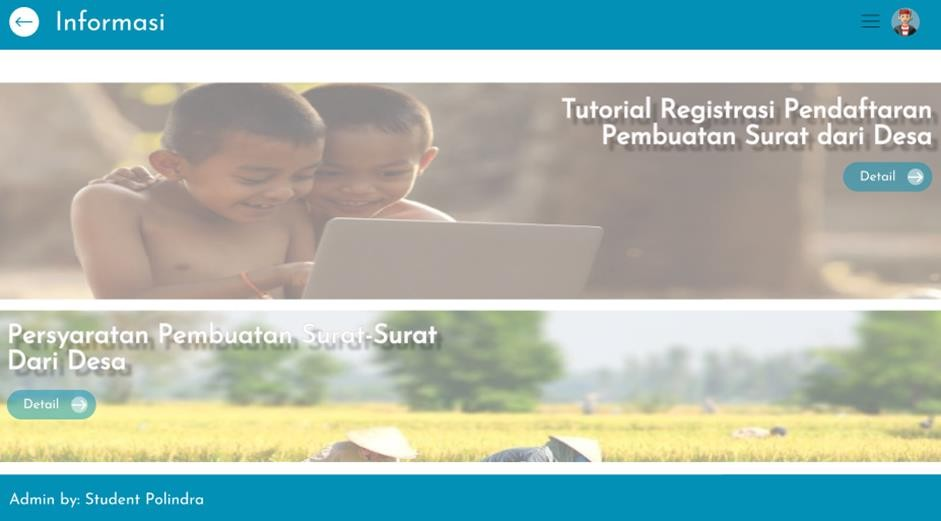 Informasi
Tutorial Registrasi Pendaftaran
Pembuatan Surat dari Desa
Detail
Persyaratan Pembuatan Surat-Surat
Dari Desa
Detail
Admin by: Student Polindra